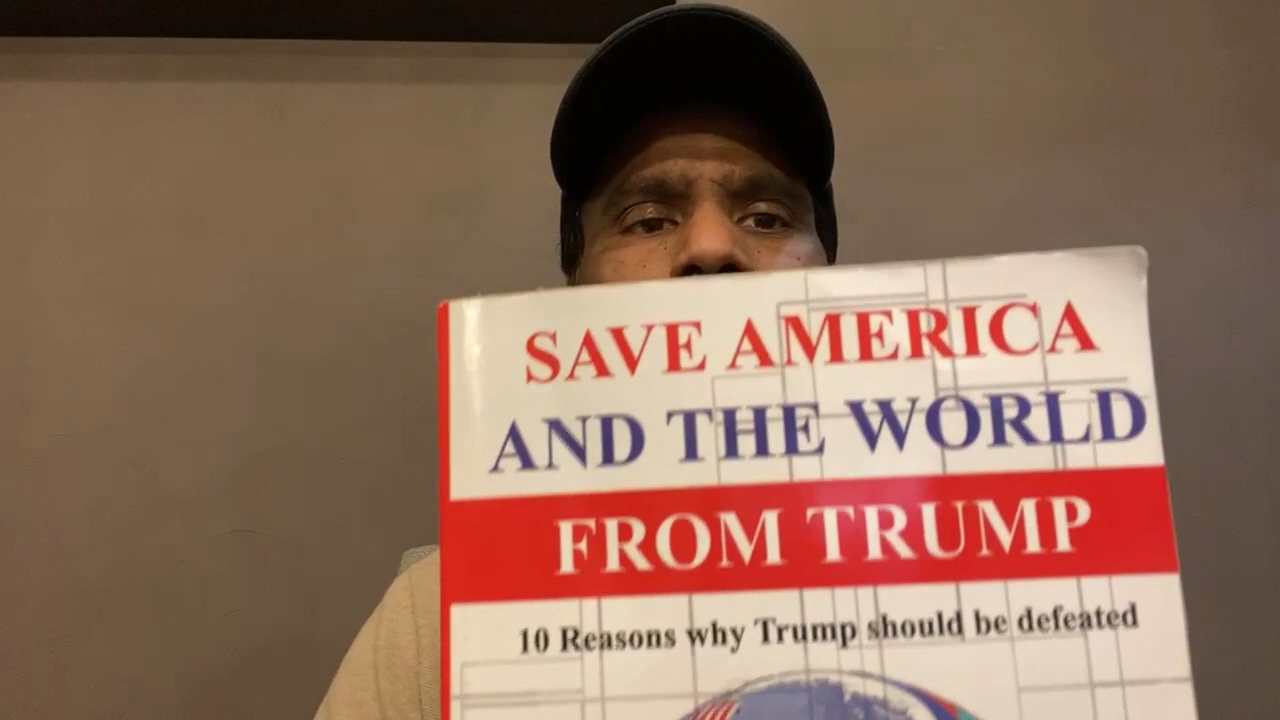 SAVE AMERICA
AND THE WORLD
FROM TRUMP
10 Reasons why Trump should be defeated